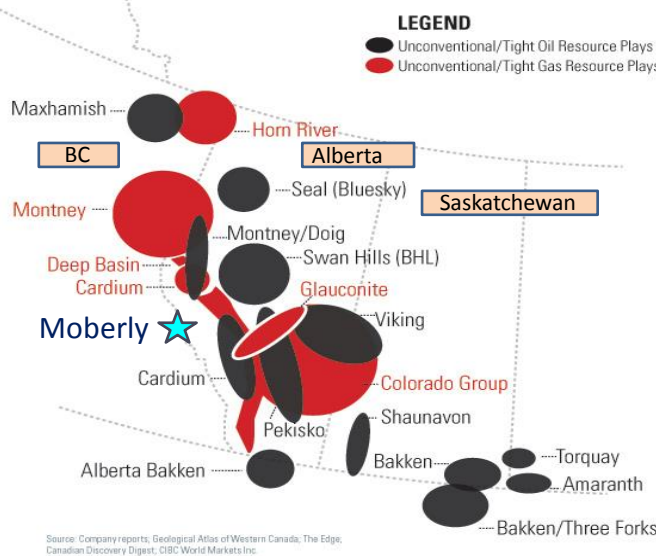 LEGEND
Unconventional/Tight Oil Resource Plays
Unconventional/Tight Gas Resource Plays
Maxhamish
Horn River
BC
Alberta
Seal (Bluesky)
Saskatchewan
Montney
Montney/Doig
Swan Hills (BHL)
Deep Basin
Cardium
Glauconite
Moberly
Viking
Cardium
Colorado Group
Pekisko
Shaunavon
Alberta Bakken
Bakken
Torquay
Amaranth
Bakken/Three Forks
Source: Company reports; Geological Atlas of Western Canada; The Edge;
Canadian Discovery Digest; CIBC World Markets Inc.